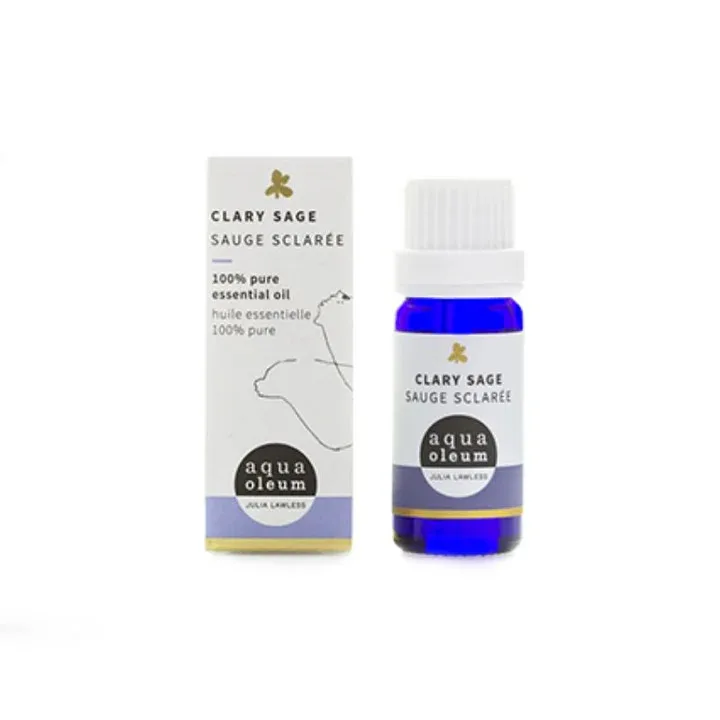 CLARY SAGE
SAUGE SCLARÉE
100% pure
essential oil
huile essentielle
100% pure
aqua
oleum
JULIA LAWLESS
CLARY SAGE
SAUGE SCLARÉE
aqua
oleum
JULIA LAWLESS